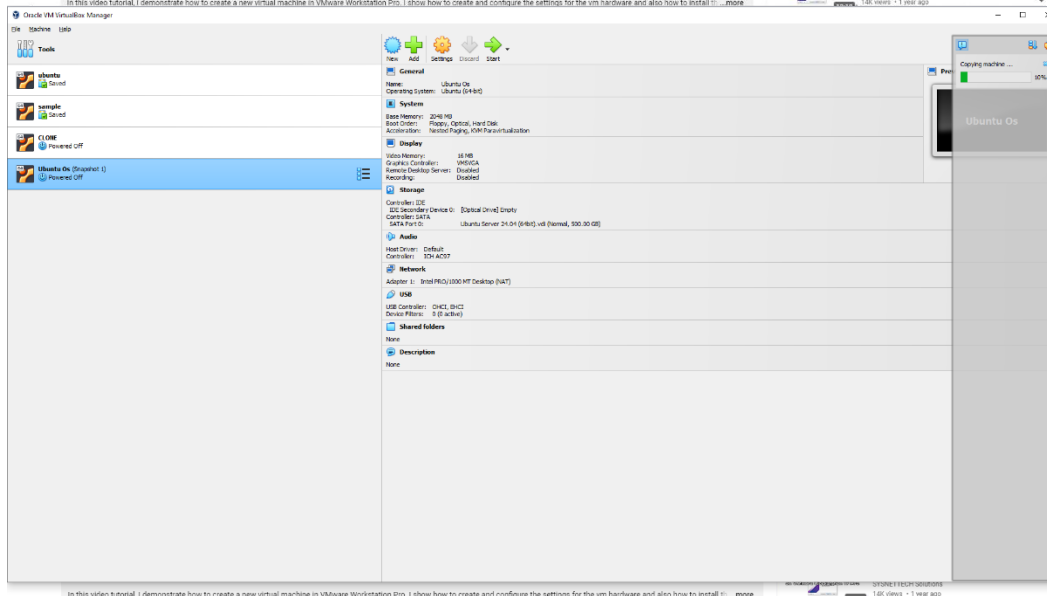 In this video tutorial, I demonstrate how to create a new virtual machine in VMware Workstation Pro. I show how to create and configure the settings for the vm hardware and also how to install th ...more
14K views • 1 year ago
Oracle VM VirtualBox Manager
File Machine Help
Tools
New Add Settings Discard Start
ubuntu
Saved
sample
Saved
CLONE
Powered Off
Ubuntu Os (Snapshot 1)
Powered Off
General
Name: Ubuntu Os
Operating System: Ubuntu (64-bit)
System
Base Memory: 2048 MB
Boot Order: Floppy, Optical, Hard Disk
Acceleration: Nested Paging, KVM Paravirtualization
Display
Video Memory: 16 MB
Graphics Controller: VMSVGA
Remote Desktop Server: Disabled
Recording: Disabled
Storage
Controller: IDE
IDE Secondary Device 0: [Optical Drive] Empty
Controller: SATA
SATA Port 0: Ubuntu Server 24.04 (64bit).vdi (Normal, 500.00 GB)
Audio
Host Driver: Default
Controller: ICH AC97
Network
Adapter 1: Intel PRO/1000 MT Desktop (NAT)
USB
USB Controller: OHCI, EHCI
Device Filters: 0 (0 active)
Shared folders
None
Description
None
Pre
Copying machine ...
10%
Ubuntu Os
SYSNETTECH Solutions
In this video tutorial, I demonstrate how to create a new virtual machine in VMware Workstation Pro. I show how to create and configure the settings for the vm hardware and also how to install th more
14K views • 1 year ago